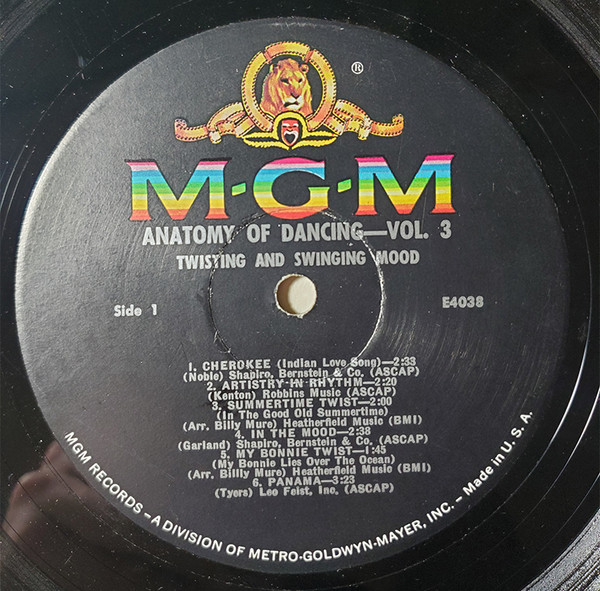 ®
M·G·M
ANATOMY OF DANCING—VOL. 3
TWISTING AND SWINGING MOOD
Side 1
E4038
1. CHEROKEE (Indian Love Song)—2:33
(Noble) Shapiro, Bernstein & Co. (ASCAP)
2. ARTISTRY IN RHYTHM—2:20
(Kenton) Robbins Music (ASCAP)
3. SUMMERTIME TWIST—2:00
(In The Good Old Summertime)
(Arr. Billy Mure) Heatherfield Music (BMI)
4. IN THE MOOD—2:38
(Garland) Shapiro, Bernstein & Co. (ASCAP)
5. MY BONNIE TWIST—1:45
(My Bonnie Lies Over The Ocean)
(Arr. Billy Mure) Heatherfield Music (BMI)
6. PANAMA—3:23
(Tyers) Leo Feist, Inc. (ASCAP)
MGM RECORDS – A DIVISION OF METRO-GOLDWYN-MAYER, INC. – Made in U. S. A.